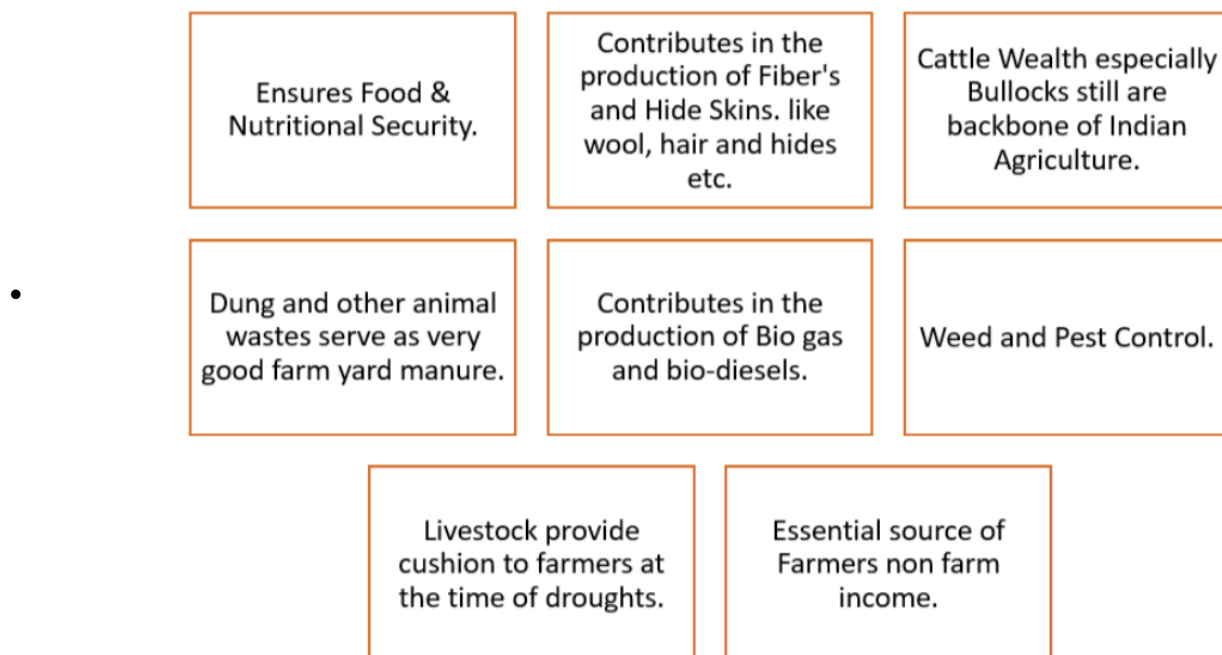 Ensures Food &
Nutritional Security.
Contributes in the
production of Fiber's
and Hide Skins. like
wool, hair and hides
etc.
Cattle Wealth especially
Bullocks still are
backbone of Indian
Agriculture.
•
Dung and other animal
wastes serve as very
good farm yard manure.
Contributes in the
production of Bio gas
and bio-diesels.
Weed and Pest Control.
Livestock provide
cushion to farmers at
the time of droughts.
Essential source of
Farmers non farm
income.